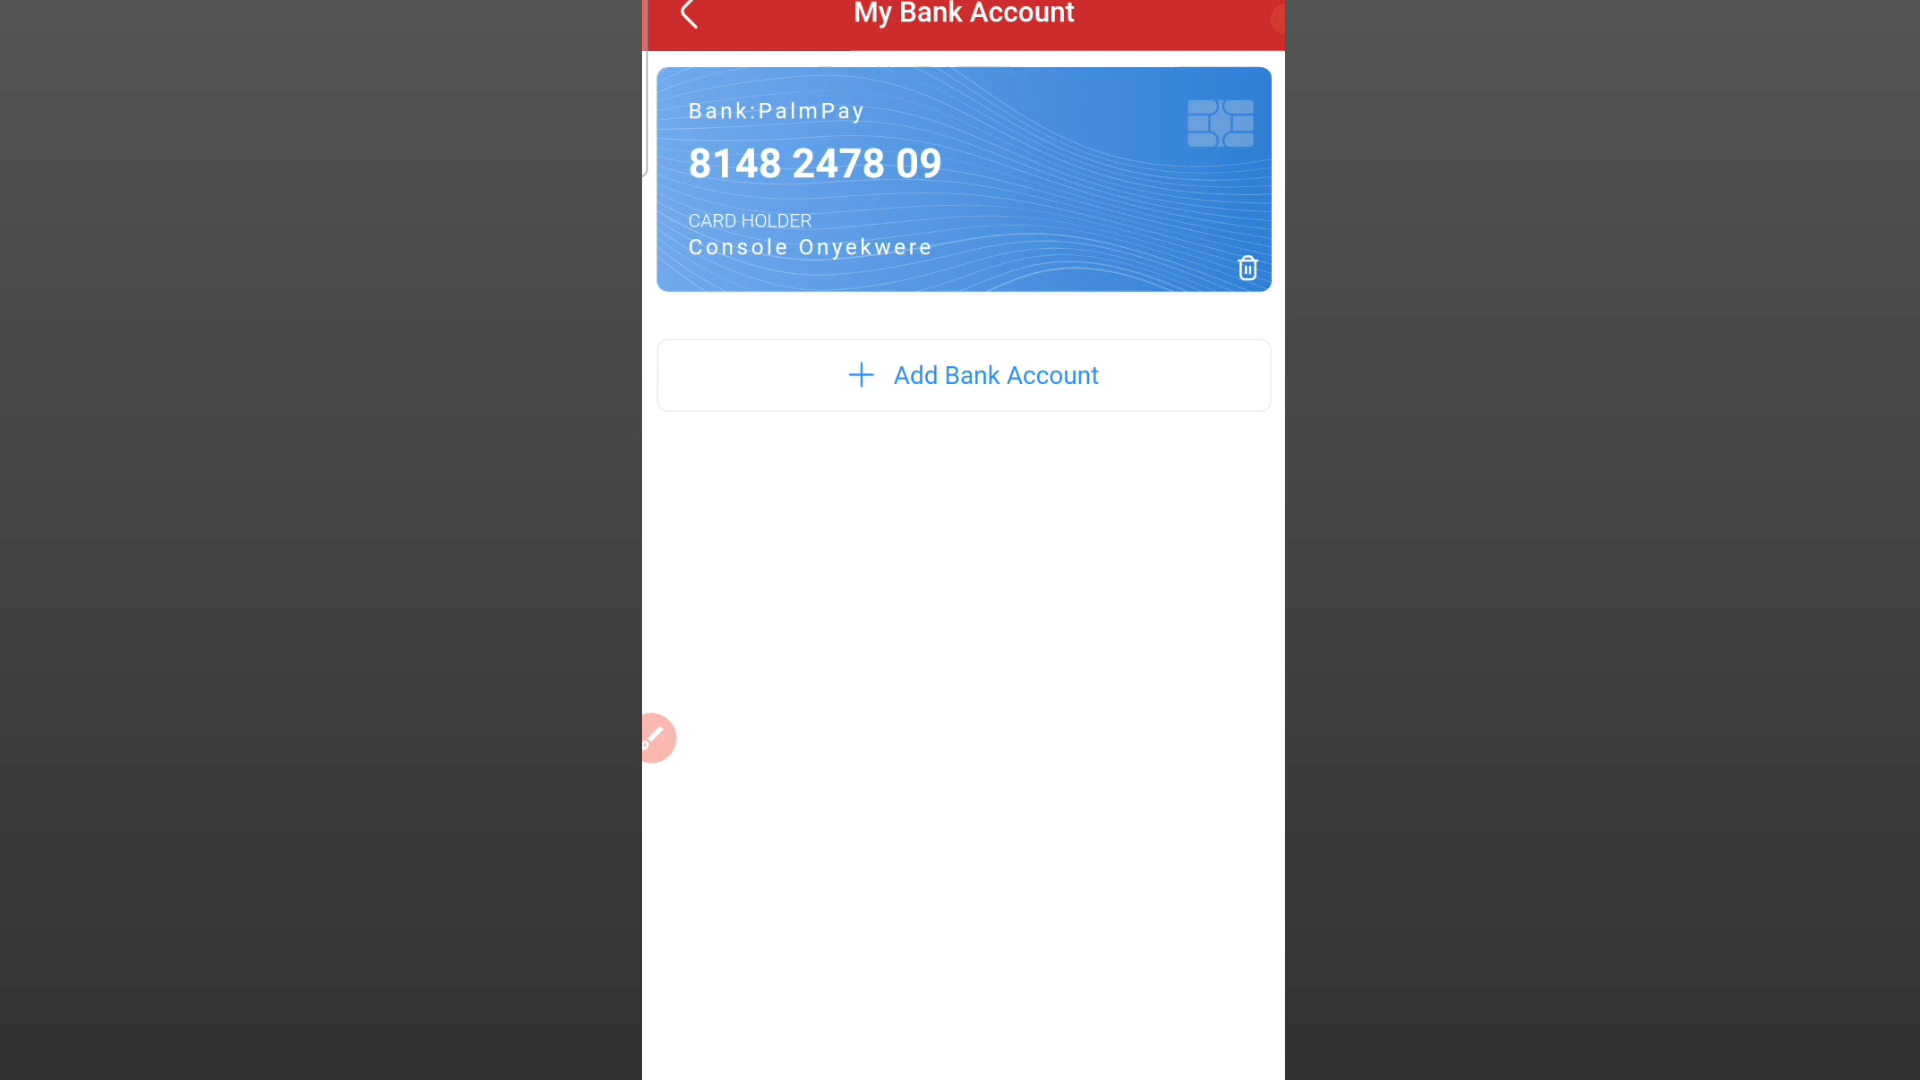 My Bank Account
Bank:PalmPay
8148 2478 09
CARD HOLDER
Console Onyekwere
Add Bank Account